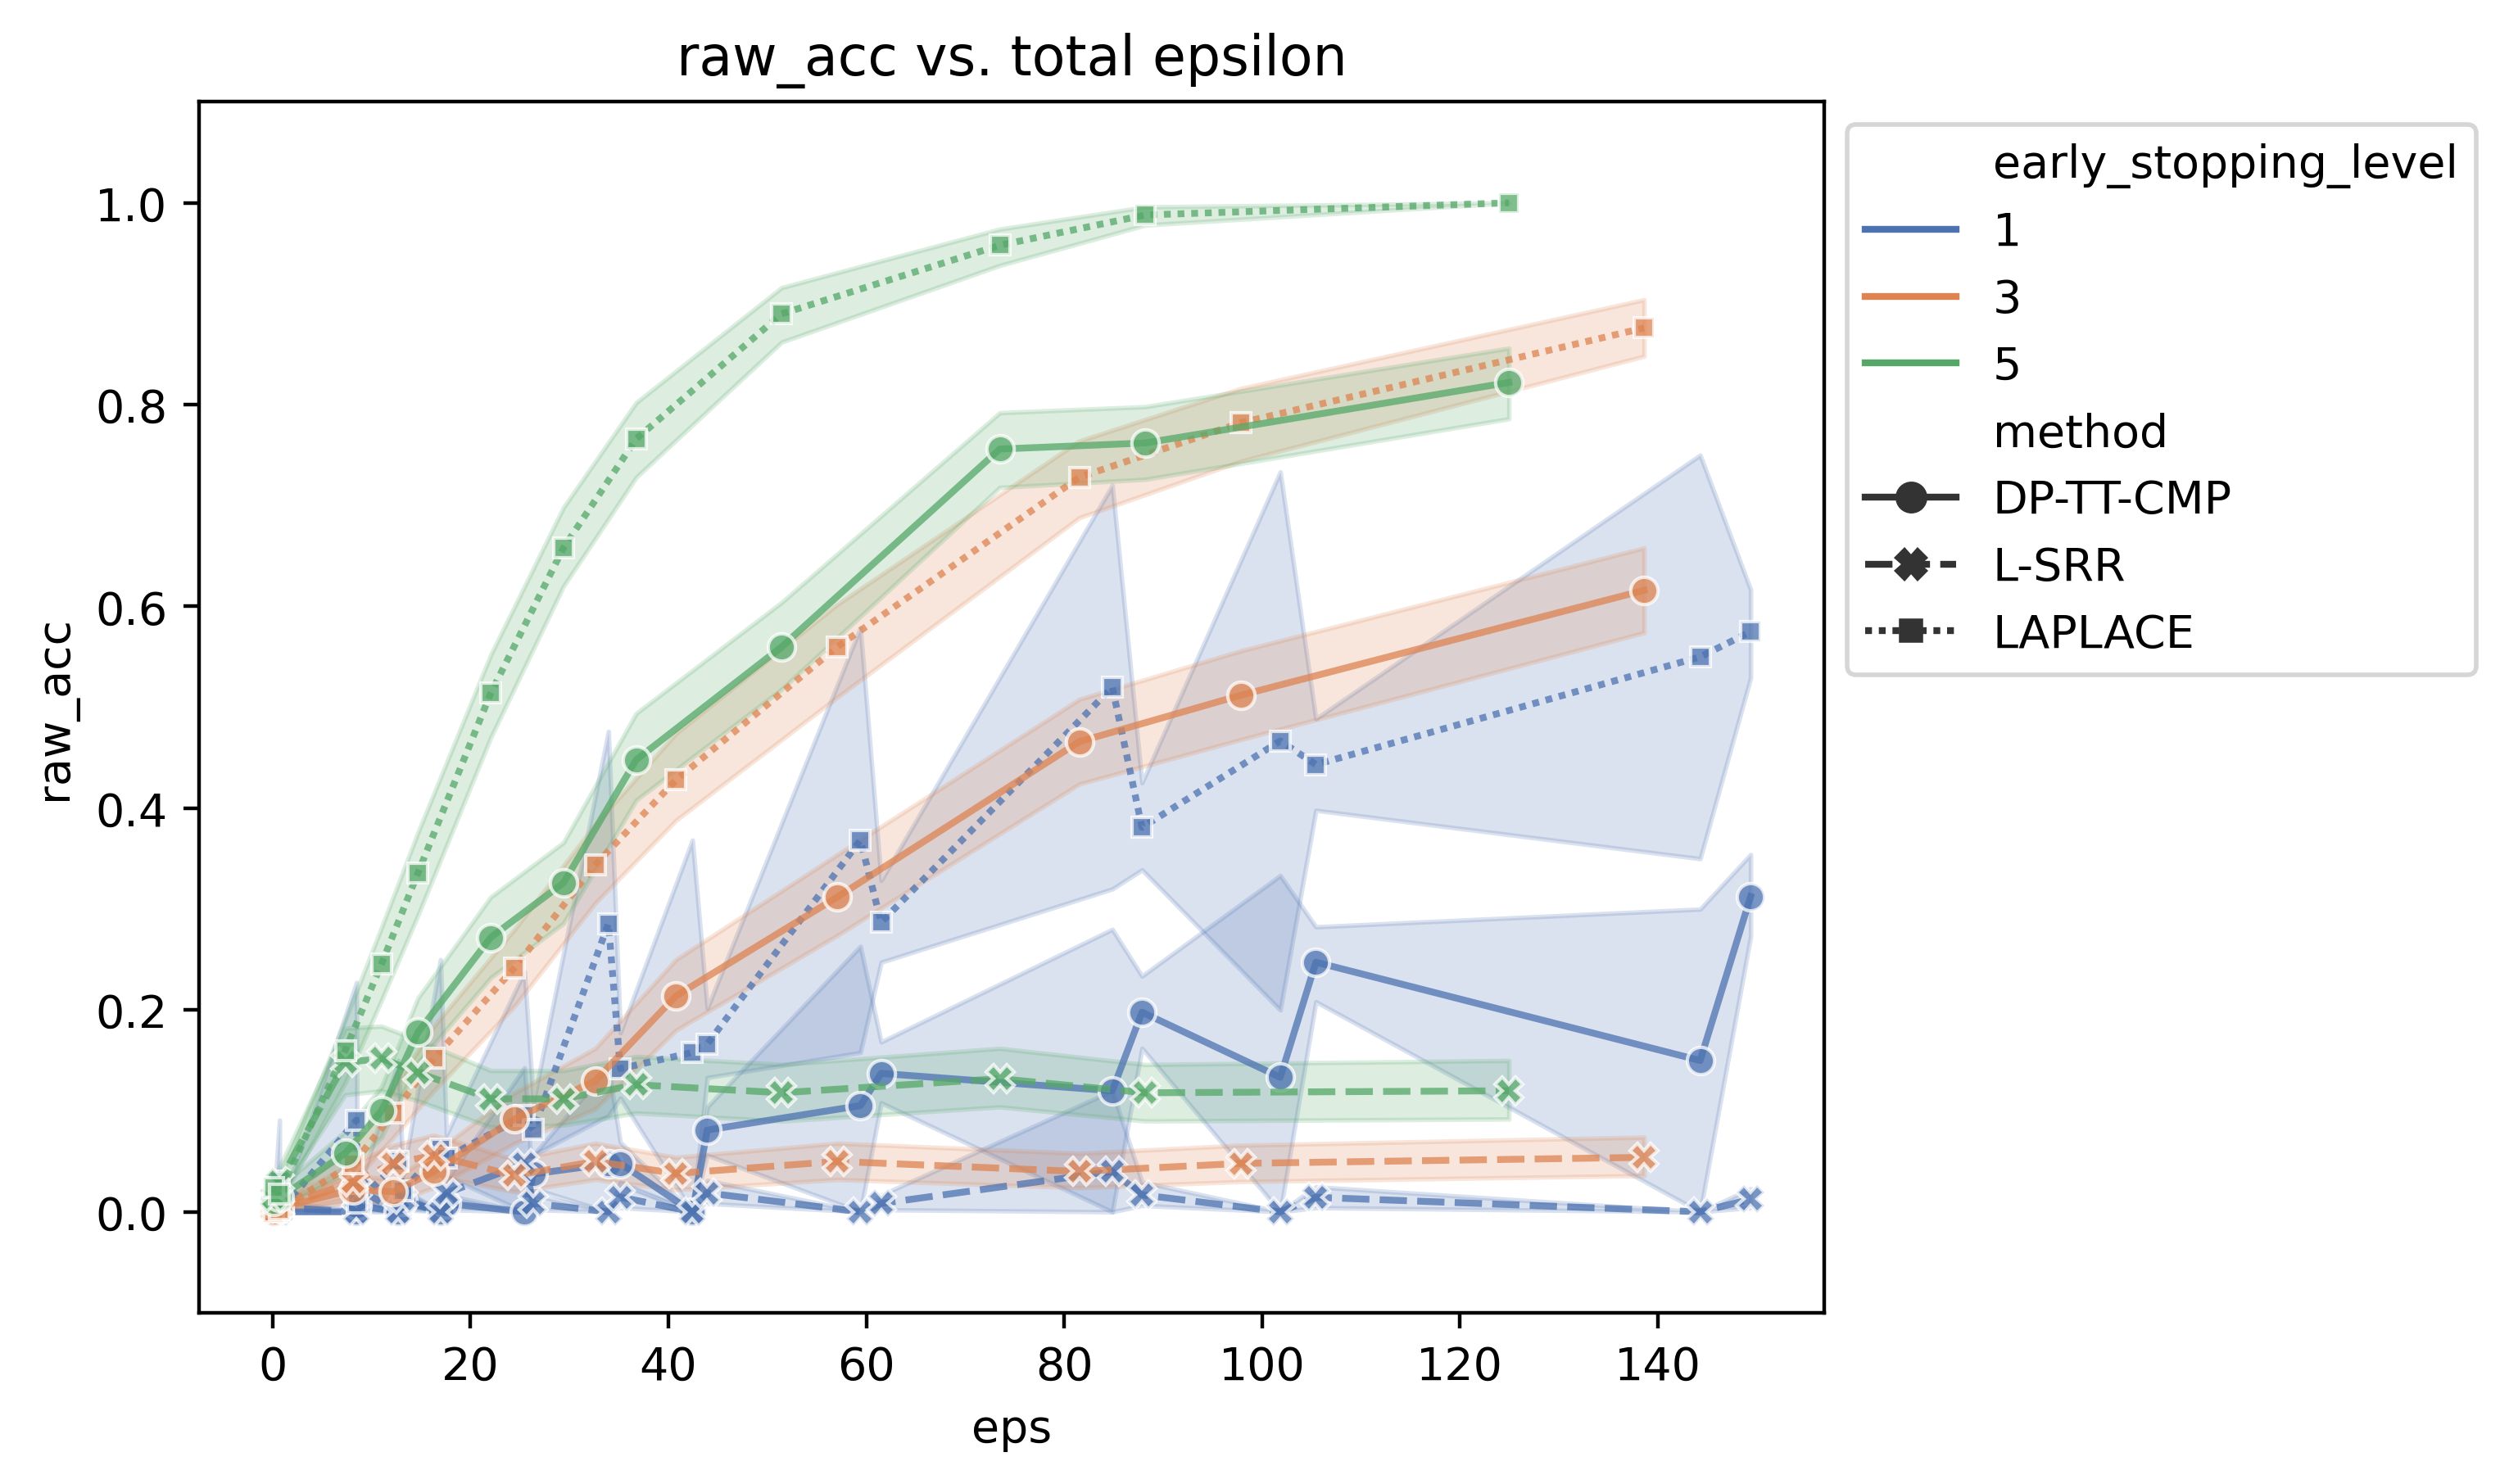 raw_acc vs. total epsilon
1.0
0.8
0.6
0.4
0.2
0.0
raw_acc
0 20 40 60 80 100 120 140
eps
early_stopping_level
1
3
5
method
DP-TT-CMP
L-SRR
LAPLACE